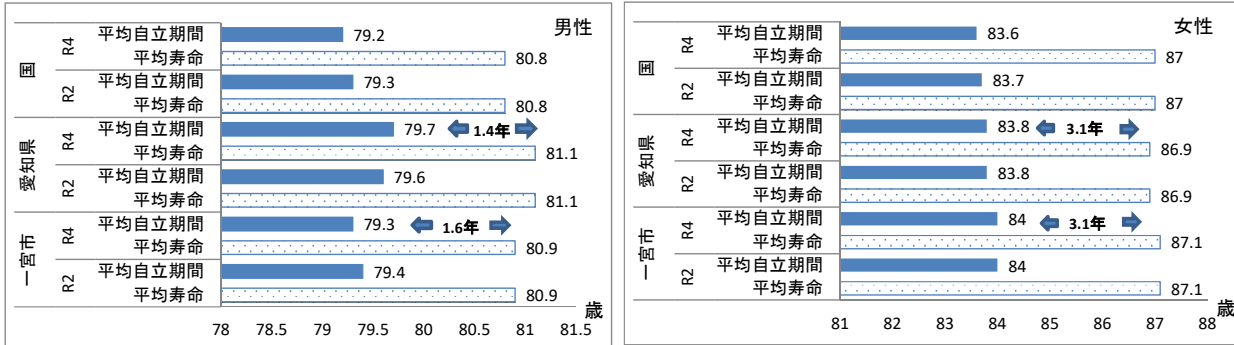 男性
国
R4
平均自立期間 79.2
平均寿命 80.8
R2
平均自立期間 79.3
平均寿命 80.8
愛知県
R4
平均自立期間 79.7 1.4年
平均寿命 81.1
R2
平均自立期間 79.6
平均寿命 81.1
一宮市
R4
平均自立期間 79.3 1.6年
平均寿命 80.9
R2
平均自立期間 79.4
平均寿命 80.9
歳
78 78.5 79 79.5 80 80.5 81 81.5
女性
国
R4
平均自立期間 83.6
平均寿命 87
R2
平均自立期間 83.7
平均寿命 87
愛知県
R4
平均自立期間 83.8 3.1年
平均寿命 86.9
R2
平均自立期間 83.8
平均寿命 86.9
一宮市
R4
平均自立期間 84 3.1年
平均寿命 87.1
R2
平均自立期間 84
平均寿命 87.1
歳
81 82 83 84 85 86 87 88